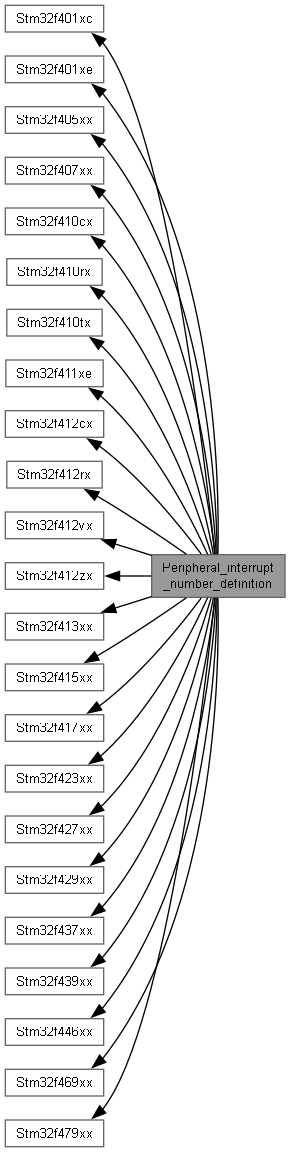 Stm32f401xc
Stm32f401xe
Stm32f405xx
Stm32f407xx
Stm32f410cx
Stm32f410rx
Stm32f410tx
Stm32f411xe
Stm32f412cx
Stm32f412rx
Stm32f412vx
Peripheral_interrupt
_number_definition
Stm32f412zx
Stm32f413xx
Stm32f415xx
Stm32f417xx
Stm32f423xx
Stm32f427xx
Stm32f429xx
Stm32f437xx
Stm32f439xx
Stm32f446xx
Stm32f469xx
Stm32f479xx